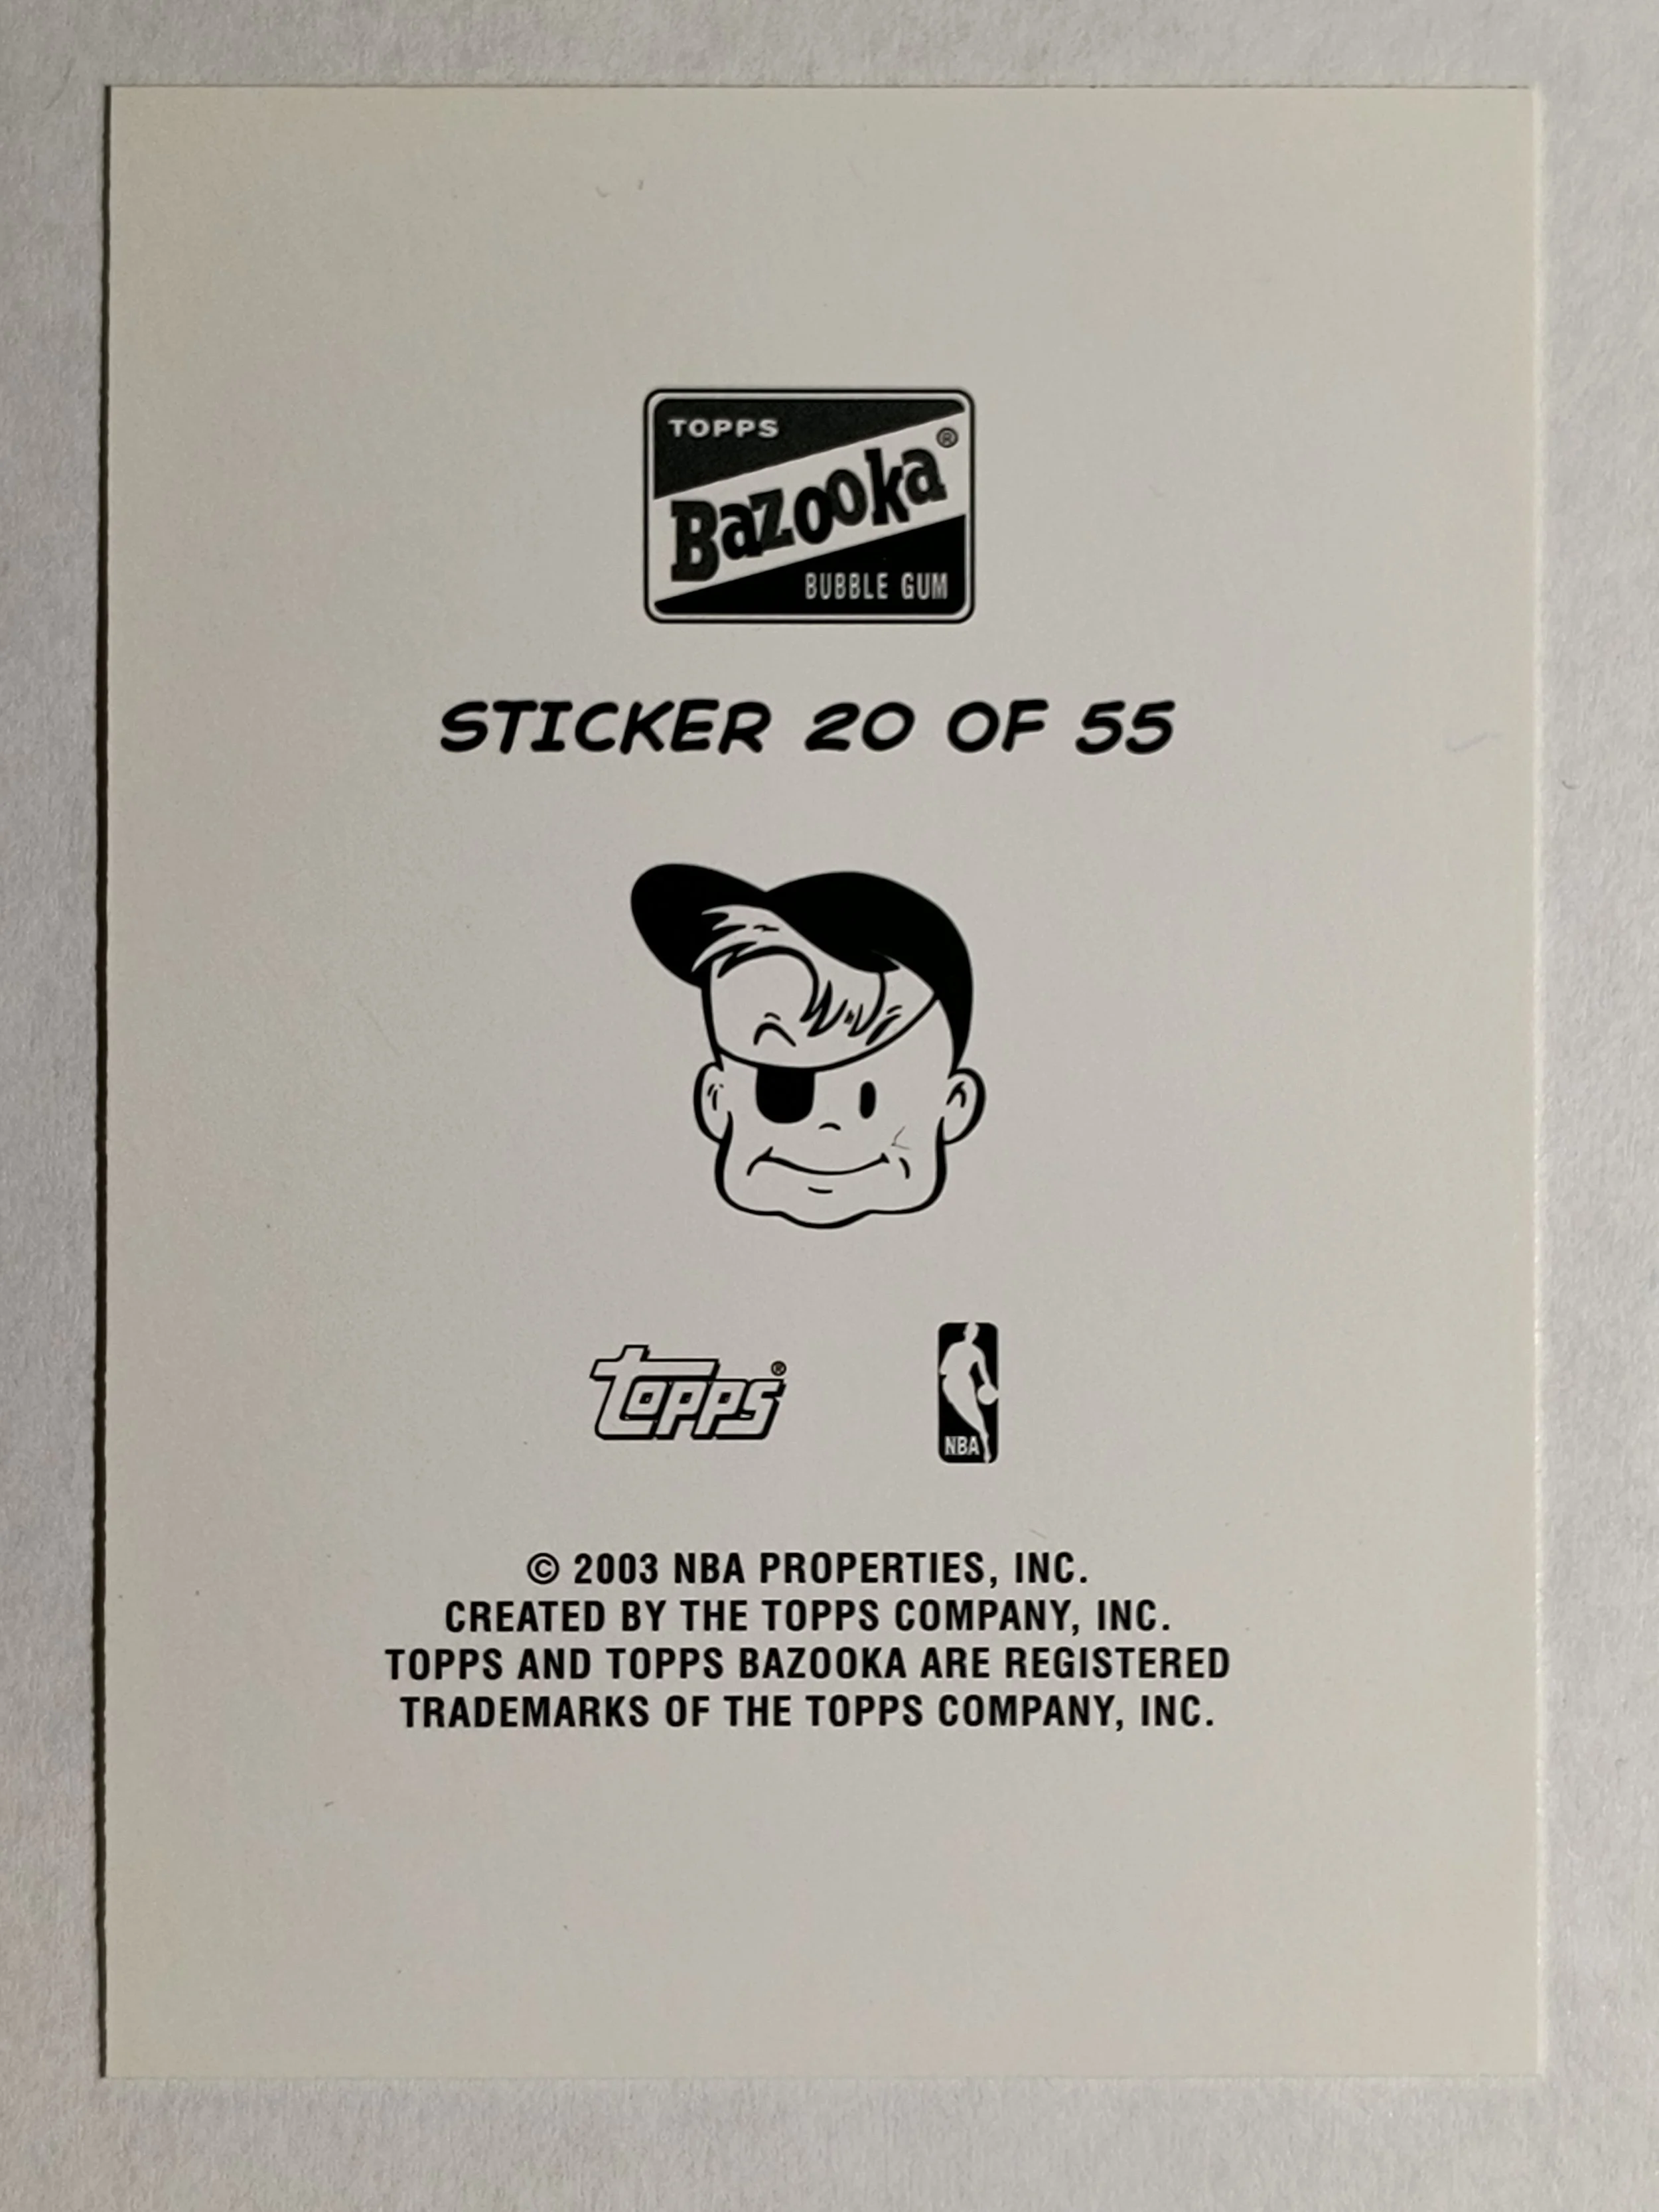 TOPPS
Bazooka®
BUBBLE GUM
STICKER 20 OF 55
Topps®
NBA
© 2003 NBA PROPERTIES, INC.
CREATED BY THE TOPPS COMPANY, INC.
TOPPS AND TOPPS BAZOOKA ARE REGISTERED
TRADEMARKS OF THE TOPPS COMPANY, INC.